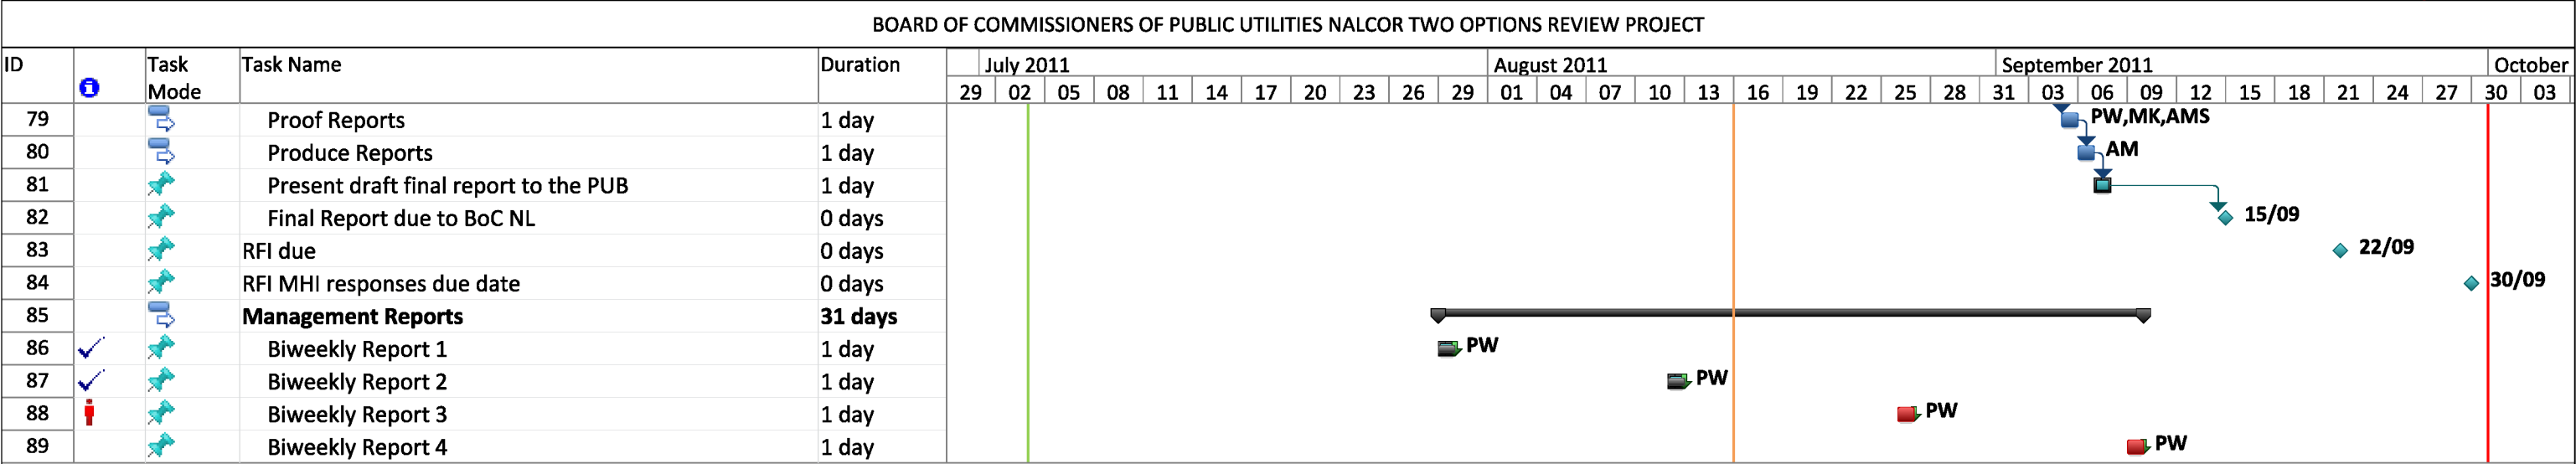 BOARD OF COMMISSIONERS OF PUBLIC UTILITIES NALCOR TWO OPTIONS REVIEW PROJECT
ID Task Mode Task Name Duration July 2011 August 2011 September 2011 October
29 02 05 08 11 14 17 20 23 26 29 01 04 07 10 13 16 19 22 25 28 31 03 06 09 12 15 18 21 24 27 30 03
79 Proof Reports 1 day PW,MK,AMS
80 Produce Reports 1 day AM
81 Present draft final report to the PUB 1 day
82 Final Report due to BoC NL 0 days 15/09
83 RFI due 0 days 22/09
84 RFI MHI responses due date 0 days 30/09
85 Management Reports 31 days
86 Biweekly Report 1 1 day PW
87 Biweekly Report 2 1 day PW
88 Biweekly Report 3 1 day PW
89 Biweekly Report 4 1 day PW